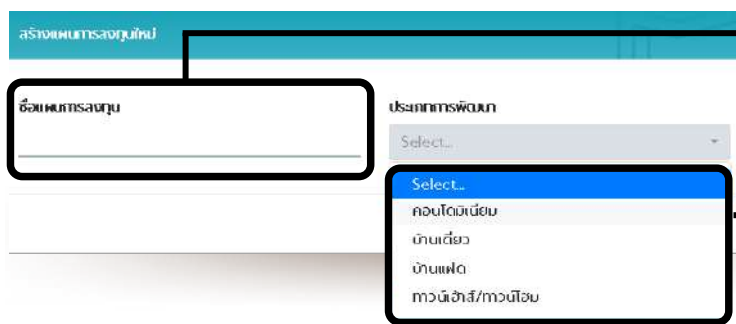 สร้างแผนการลงทุนใหม่
ชื่อแผนการลงทุน
ประเภทการพัฒนา
Select...
Select...
คอนโดมิเนียม
บ้านเดี่ยว
บ้านแฝด
ทาวน์เฮ้าส์/ทาวน์โฮม